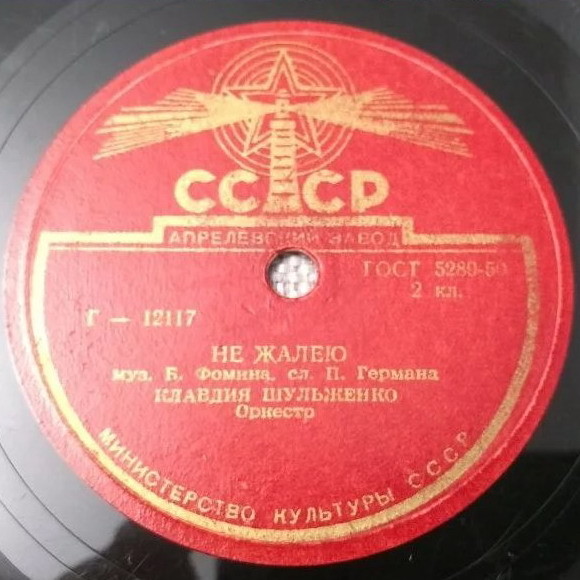 СССР
АПРЕЛЕВСКИЙ ЗАВОД
ГОСТ 5289-50
2 кл.
Г — 12117
НЕ ЖАЛЕЮ
муз. Б. Фомина, сл. П. Германа
КЛАВДИЯ ШУЛЬЖЕНКО
Оркестр
МИНИСТЕРСТВО КУЛЬТУРЫ СССР